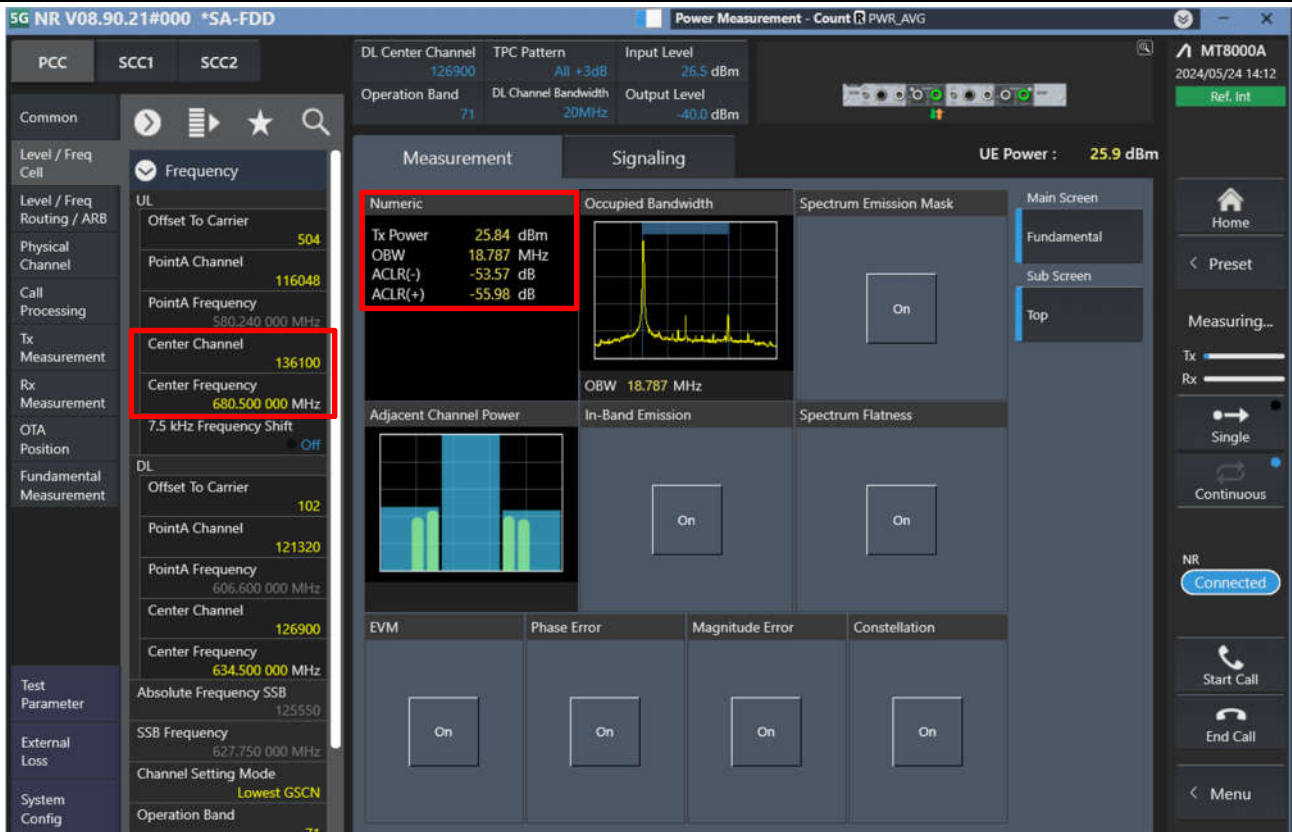 5G NR V08.90.21#000 *SA-FDD
Power Measurement - Count R PWR_AVG
PCC SCC1 SCC2
DL Center Channel 126900
TPC Pattern All +3dB
Input Level 26.5 dBm
Operation Band 71
DL Channel Bandwidth 20MHz
Output Level -40.0 dBm
MT8000A
2024/05/24 14:12
Ref. Int
Common
Level / Freq
Cell
Level / Freq
Routing / ARB
Physical
Channel
Call
Processing
Tx
Measurement
Rx
Measurement
OTA
Position
Fundamental
Measurement
Test
Parameter
External
Loss
System
Config
Frequency
UL
Offset To Carrier
504
PointA Channel
116048
PointA Frequency
580.240 000 MHz
Center Channel
136100
Center Frequency
680.500 000 MHz
7.5 kHz Frequency Shift
Off
DL
Offset To Carrier
102
PointA Channel
121320
PointA Frequency
606.600 000 MHz
Center Channel
126900
Center Frequency
634.500 000 MHz
Absolute Frequency SSB
125550
SSB Frequency
627.750 000 MHz
Channel Setting Mode
Lowest GSCN
Operation Band
71
Measurement Signaling
UE Power : 25.9 dBm
Numeric
Tx Power 25.84 dBm
OBW 18.787 MHz
ACLR(-) -53.57 dB
ACLR(+) -55.98 dB
Occupied Bandwidth
OBW 18.787 MHz
Spectrum Emission Mask
On
Adjacent Channel Power
In-Band Emission
On
Spectrum Flatness
On
EVM
On
Phase Error
On
Magnitude Error
On
Constellation
On
Main Screen
Fundamental
Sub Screen
Top
Home
< Preset
Measuring...
Tx
Rx
Single
Continuous
NR
Connected
Start Call
End Call
< Menu